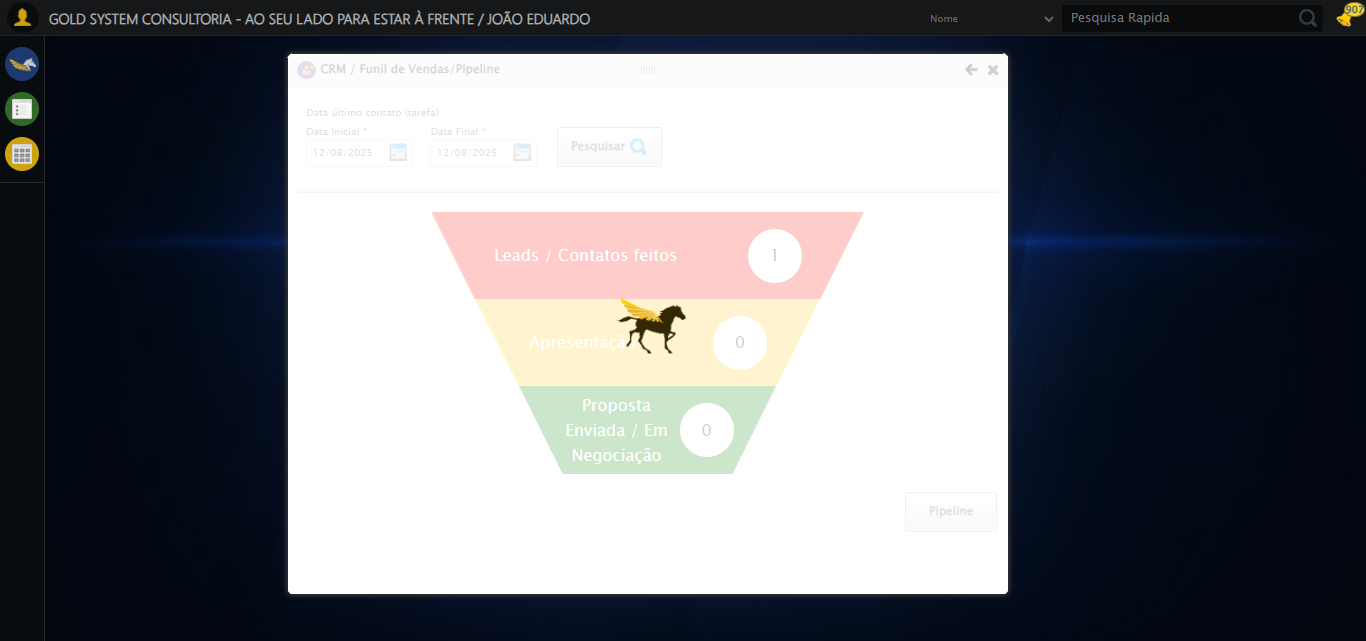 GOLD SYSTEM CONSULTORIA - AO SEU LADO PARA ESTAR À FRENTE / JOÃO EDUARDO
Nome
Pesquisa Rapida
907
CRM / Funil de Vendas/Pipeline
Data último contato (tarefa)
Data Inicial *
Data Final *
12/08/2025
12/08/2025
Pesquisar
Leads / Contatos feitos
1
0
Proposta
Enviada / Em
Negociação
0
Pipeline